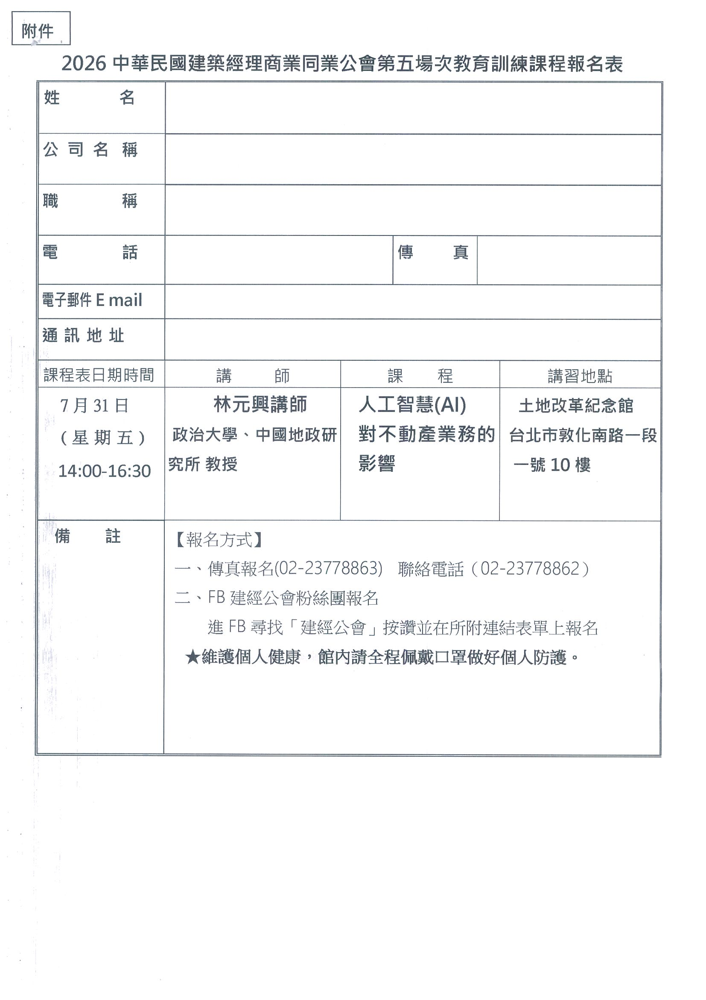 附件
2026 中華民國建築經理商業同業公會第五場次教育訓練課程報名表
姓 名
公 司 名 稱
職 稱
電 話
傳 真
電子郵件 E mail
通 訊 地 址
課程表日期時間
講 師
課 程
講習地點
7 月 31 日
( 星 期 五 )
14:00-16:30
林元興講師
政治大學、中國地政研
究所 教授
人工智慧(AI)
對不動產業務的
影響
土地改革紀念館
台北市敦化南路一段
一號 10 樓
備 註
【報名方式】
一、傳真報名(02-23778863) 聯絡電話（02-23778862）
二、FB 建經公會粉絲團報名
進 FB 尋找「建經公會」按讚並在所附連結表單上報名
★維護個人健康，館內請全程佩戴口罩做好個人防護。